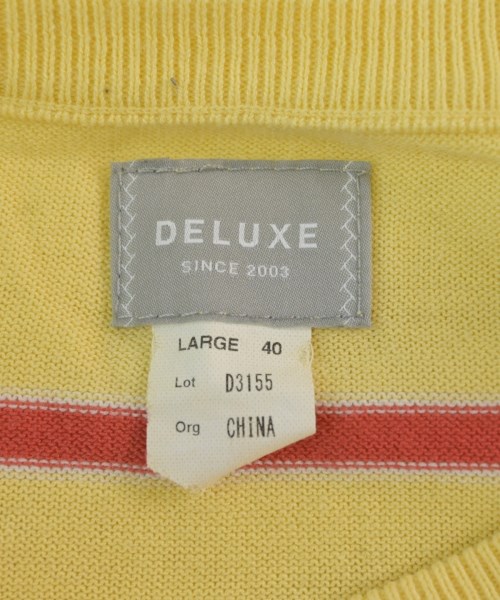 DELUXE
SINCE 2003
LARGE 40
Lot D3155
Org CHINA